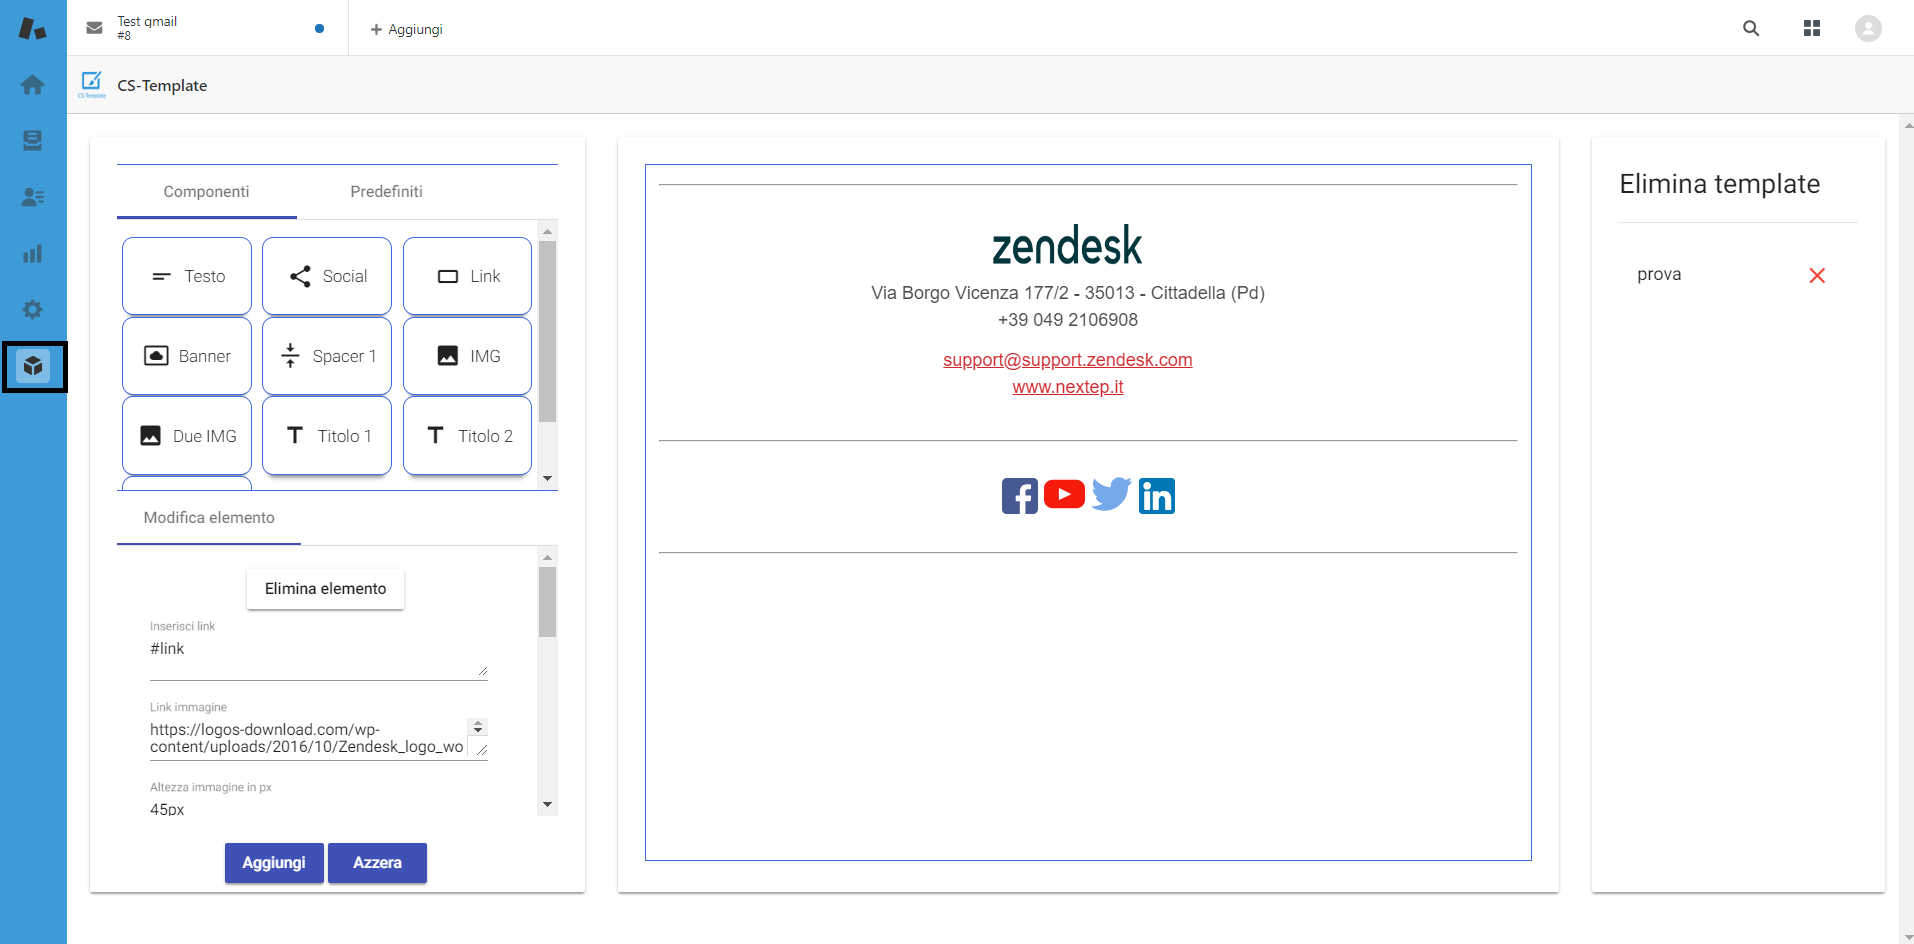 Test gmail
#8
+ Aggiungi
CS-Template
CS-Template
Componenti
Predefiniti
Testo
Social
Link
Banner
Spacer 1
IMG
Due IMG
Titolo 1
Titolo 2
Modifica elemento
Elimina elemento
Inserisci link
#link
Link immagine
https://logos-download.com/wp-
content/uploads/2016/10/Zendesk_logo_wo
Altezza immagine in px
45px
Aggiungi
Azzera
zendesk
Via Borgo Vicenza 177/2 - 35013 - Cittadella (Pd)
+39 049 2106908
support@support.zendesk.com
www.nextep.it
f
in
Elimina template
prova